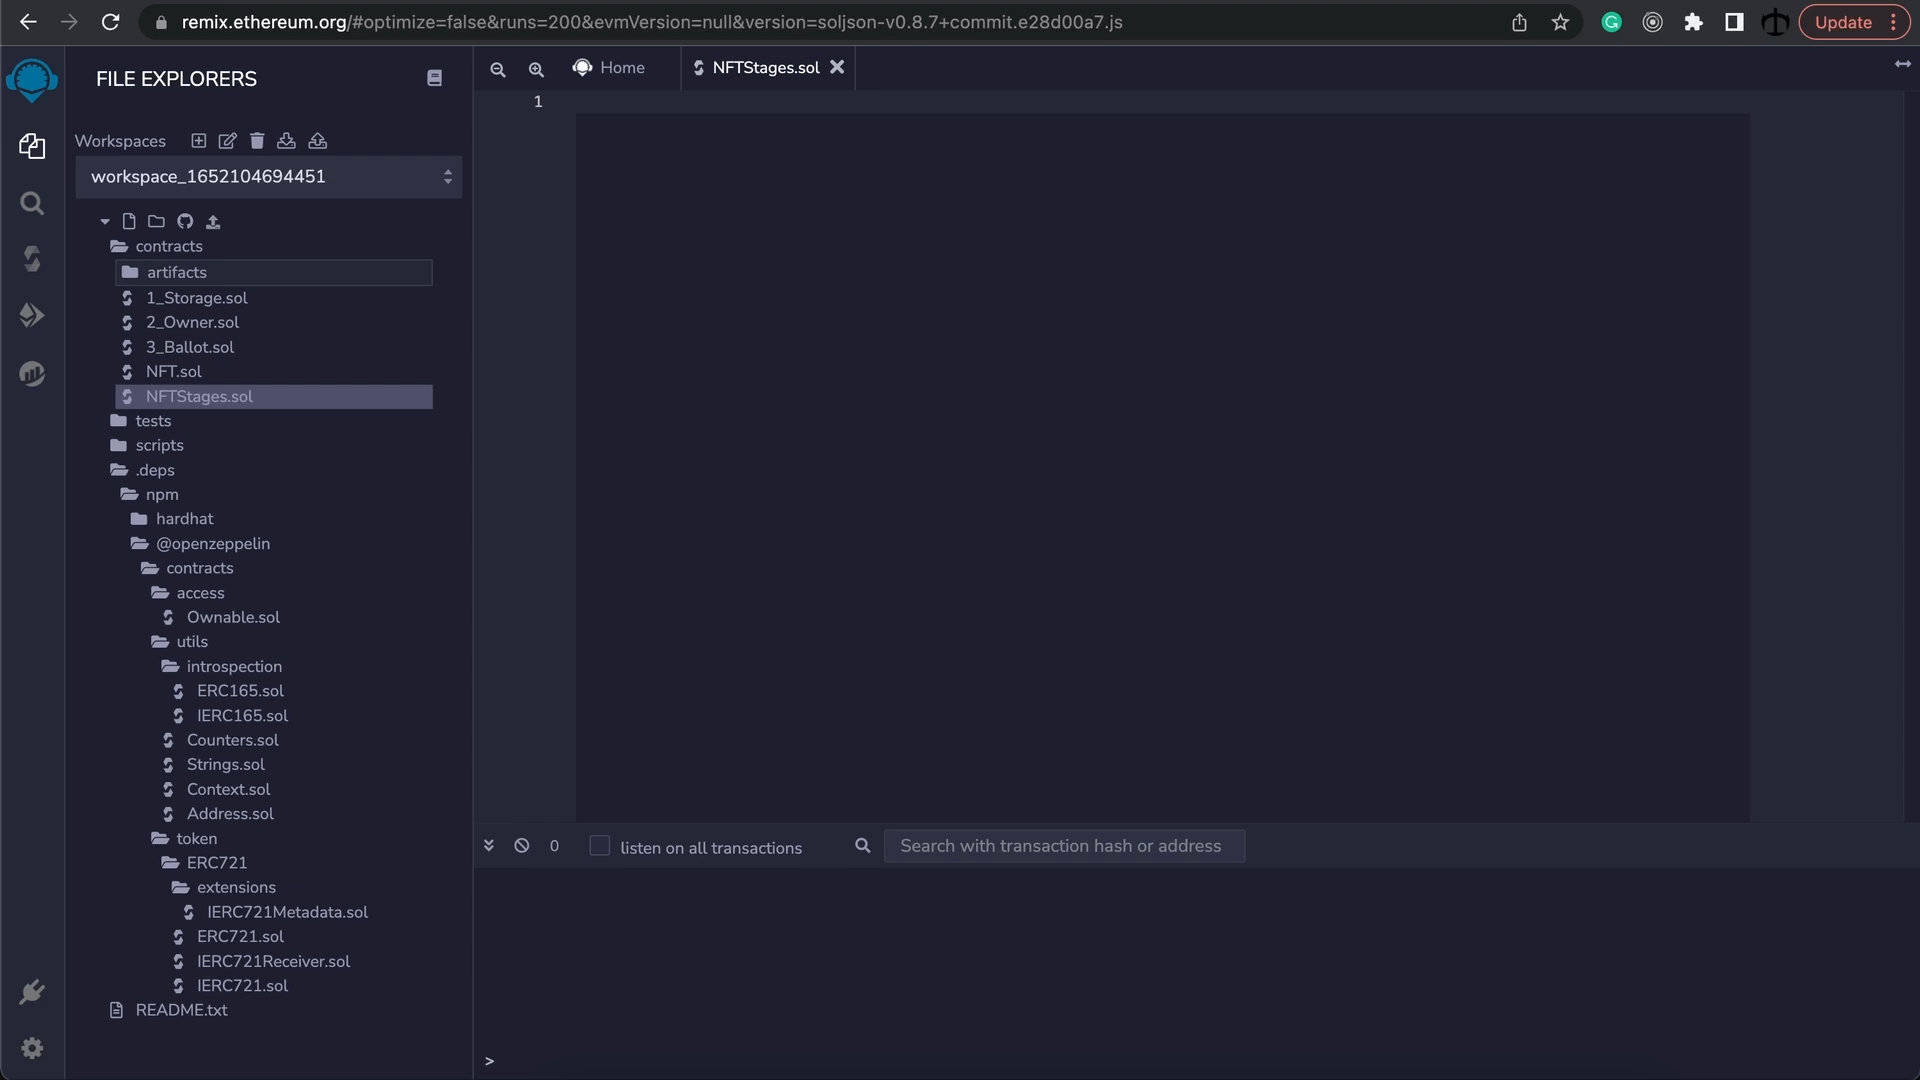 remix.ethereum.org/#optimize=false&runs=200&evmVersion=null&version=soljson-v0.8.7+commit.e28d00a7.js
Update
FILE EXPLORERS
Home
NFTStages.sol
1
Workspaces
workspace_1652104694451
contracts
artifacts
1_Storage.sol
2_Owner.sol
3_Ballot.sol
NFT.sol
NFTStages.sol
tests
scripts
.deps
npm
hardhat
@openzeppelin
contracts
access
Ownable.sol
utils
introspection
ERC165.sol
IERC165.sol
Counters.sol
Strings.sol
Context.sol
Address.sol
token
ERC721
extensions
IERC721Metadata.sol
ERC721.sol
IERC721Receiver.sol
IERC721.sol
README.txt
0
listen on all transactions
Search with transaction hash or address
>